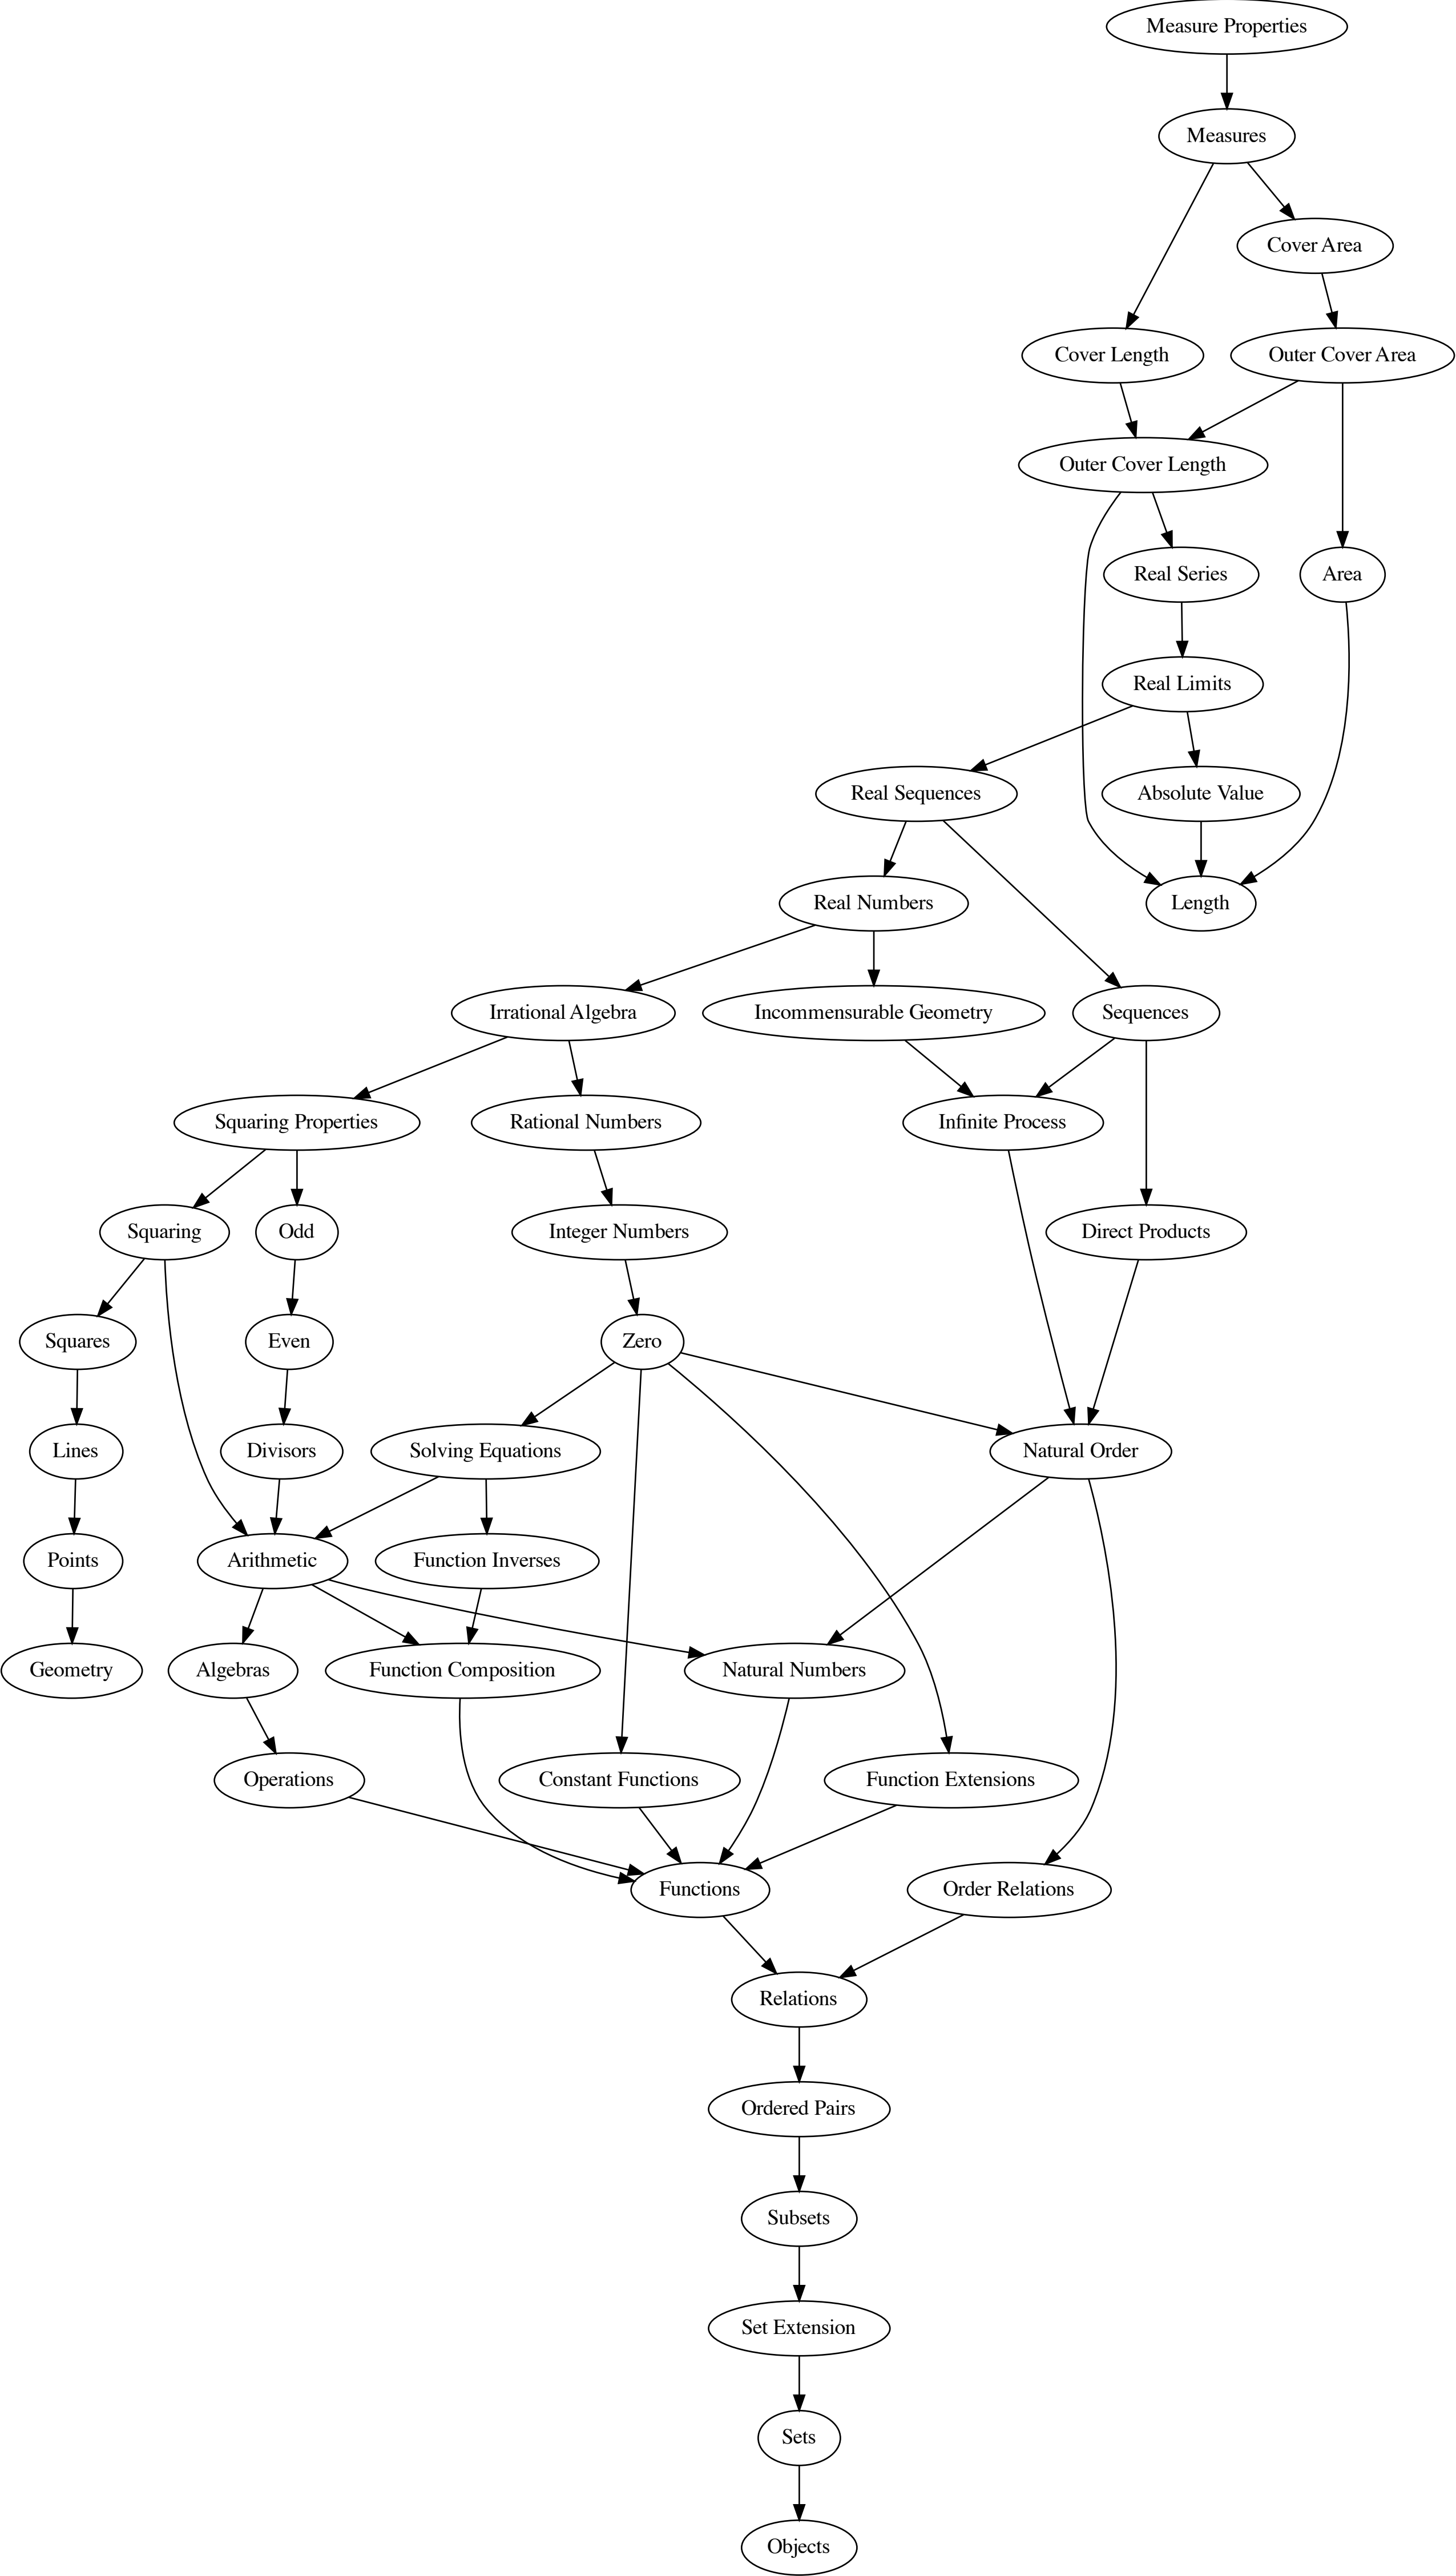 Measure Properties
Measures
Cover Area
Cover Length
Outer Cover Area
Outer Cover Length
Real Series
Area
Real Limits
Real Sequences
Absolute Value
Real Numbers
Length
Irrational Algebra
Incommensurable Geometry
Sequences
Squaring Properties
Rational Numbers
Infinite Process
Squaring
Odd
Integer Numbers
Direct Products
Squares
Even
Zero
Lines
Divisors
Solving Equations
Natural Order
Points
Arithmetic
Function Inverses
Geometry
Algebras
Function Composition
Natural Numbers
Operations
Constant Functions
Function Extensions
Functions
Order Relations
Relations
Ordered Pairs
Subsets
Set Extension
Sets
Objects